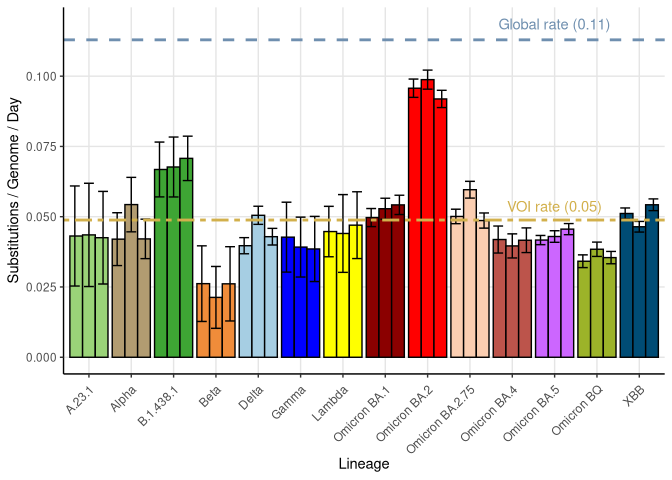 Global rate (0.11)
0.100
0.075
VOI rate (0.05)
0.050
0.025
0.000
Substitutions / Genome / Day
A.23.1
Alpha
B.1.438.1
Beta
Delta
Gamma
Lambda
Omicron BA.1
Omicron BA.2
Omicron BA.2.75
Omicron BA.4
Omicron BA.5
Omicron BQ
XBB
Lineage